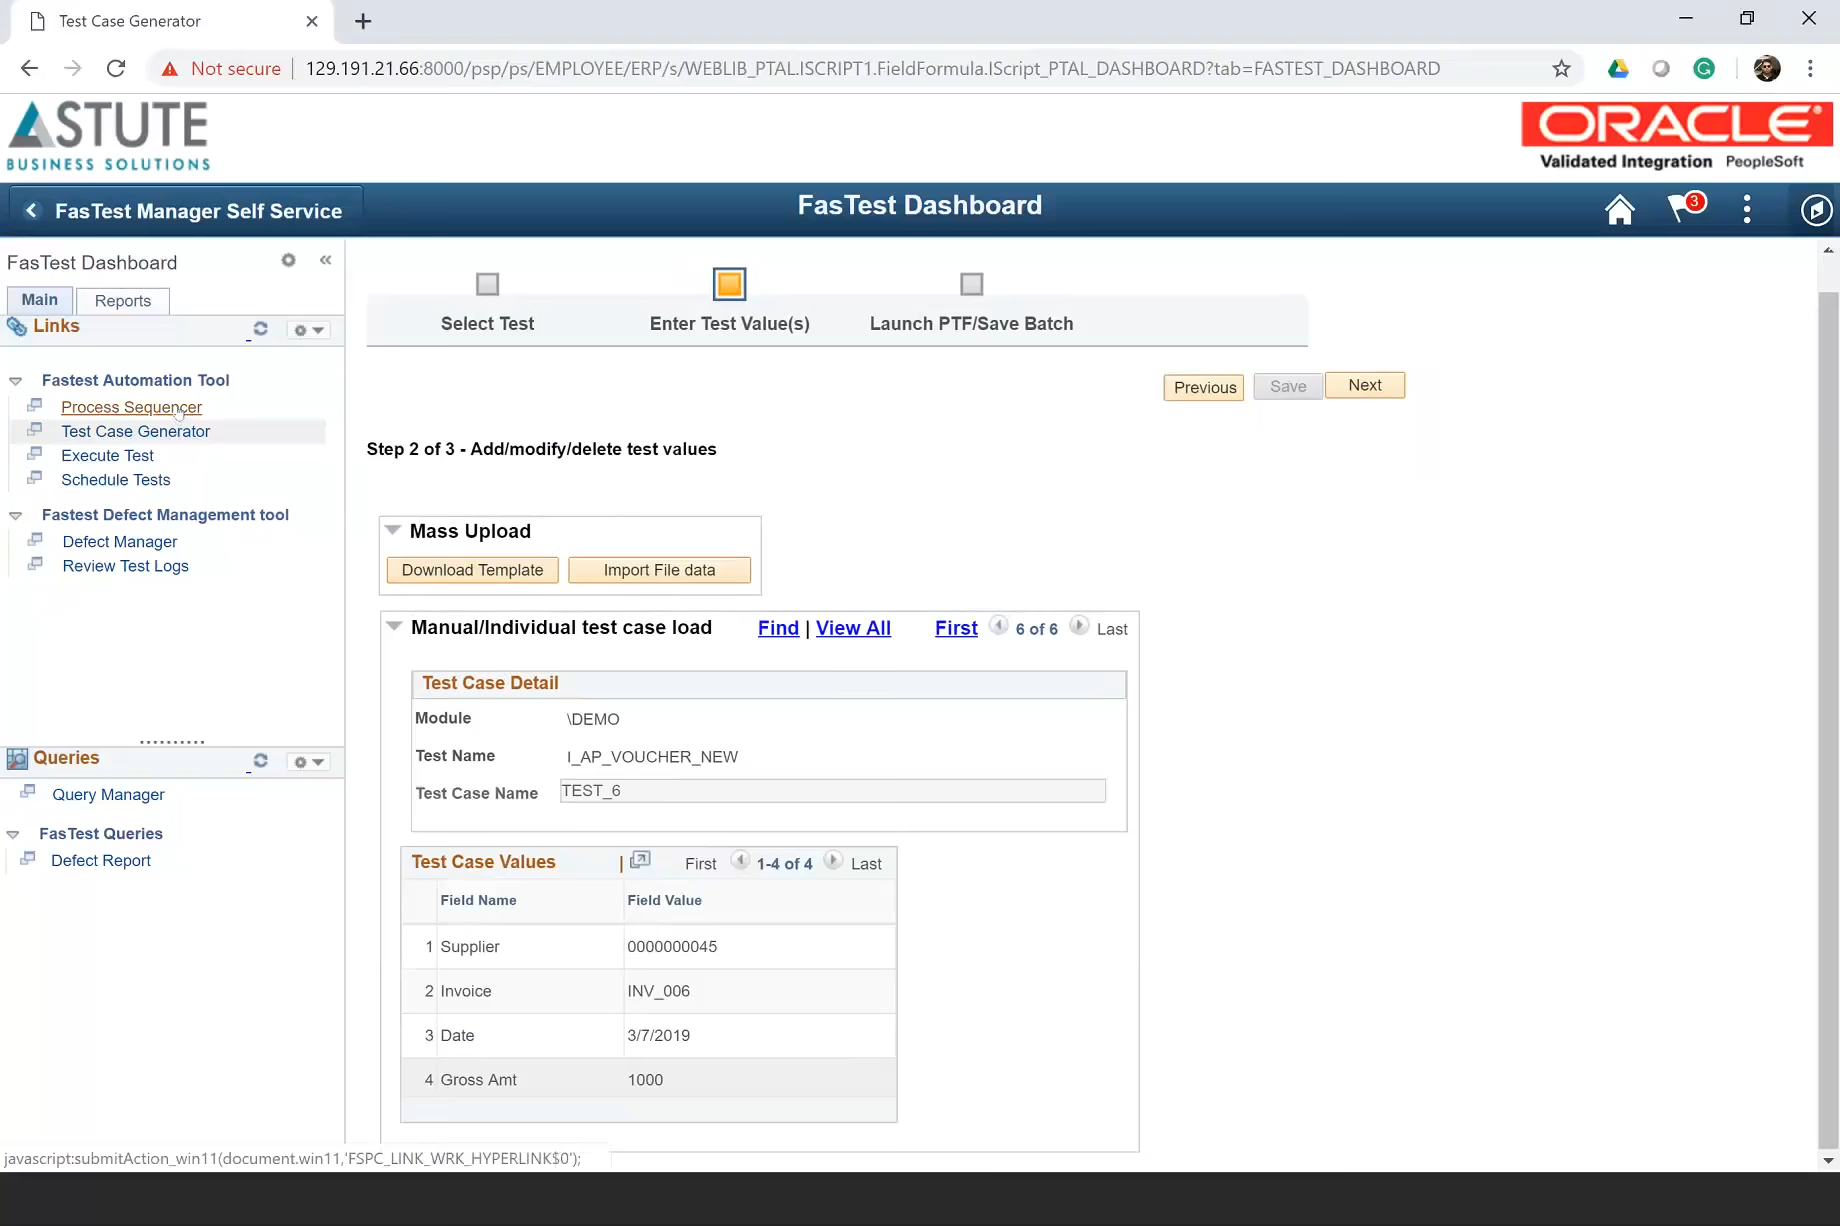 Test Case Generator
Not secure
129.191.21.66:8000/psp/ps/EMPLOYEE/ERP/s/WEBLIB_PTAL.ISCRIPT1.FieldFormula.IScript_PTAL_DASHBOARD?tab=FASTEST_DASHBOARD
ASTUTE
BUSINESS SOLUTIONS
ORACLE®
Validated Integration PeopleSoft
FasTest Manager Self Service
FasTest Dashboard
3
FasTest Dashboard
Main
Reports
Links
Fastest Automation Tool
Process Sequencer
Test Case Generator
Execute Test
Schedule Tests
Fastest Defect Management tool
Defect Manager
Review Test Logs
Queries
Query Manager
FasTest Queries
Defect Report
Select Test
Enter Test Value(s)
Launch PTF/Save Batch
Previous
Save
Next
Step 2 of 3 - Add/modify/delete test values
Mass Upload
Download Template
Import File data
Manual/Individual test case load
Find | View All
First
6 of 6
Last
Test Case Detail
Module
\DEMO
Test Name
I_AP_VOUCHER_NEW
Test Case Name
TEST_6
Test Case Values
|
First
1-4 of 4
Last
Field Name
Field Value
1 Supplier
0000000045
2 Invoice
INV_006
3 Date
3/7/2019
4 Gross Amt
1000
javascript:submitAction_win11(document.win11,'FSPC_LINK_WRK_HYPERLINK$0');